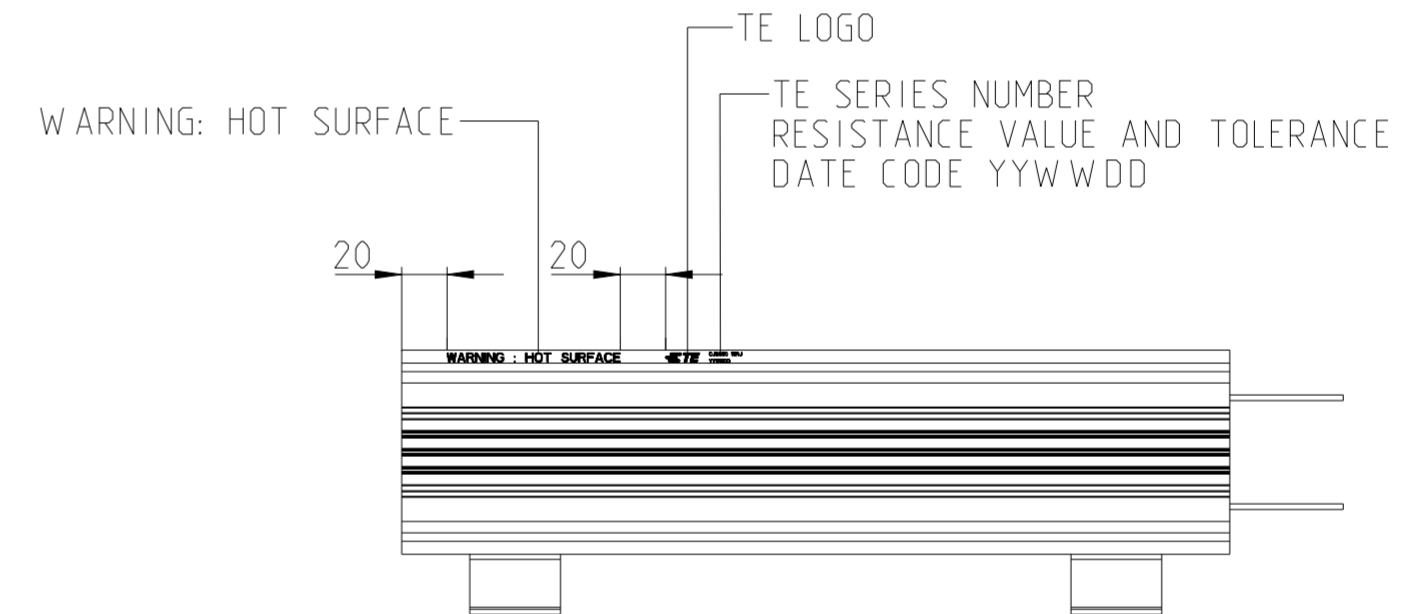 TE LOGO
TE SERIES NUMBER
RESISTANCE VALUE AND TOLERANCE
DATE CODE YYWWDD
WARNING: HOT SURFACE
20
20
WARNING : HOT SURFACE
TE